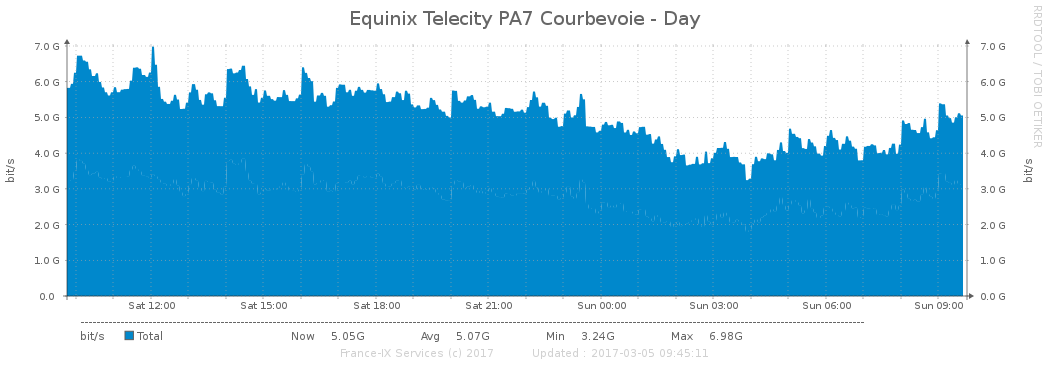 Equinix Telecity PA7 Courbevoie - Day
RRDTOOL / TOBI OETIKER
7.0 G 7.0 G
6.0 G 6.0 G
5.0 G 5.0 G
4.0 G 4.0 G
bit/s bit/s
3.0 G 3.0 G
2.0 G 2.0 G
1.0 G 1.0 G
0.0 0.0 G
Sat 12:00 Sat 15:00 Sat 18:00 Sat 21:00 Sun 00:00 Sun 03:00 Sun 06:00 Sun 09:00
bit/s Total Now 5.05G Avg 5.07G Min 3.24G Max 6.98G
France-IX Services (c) 2017 Updated : 2017-03-05 09:45:11